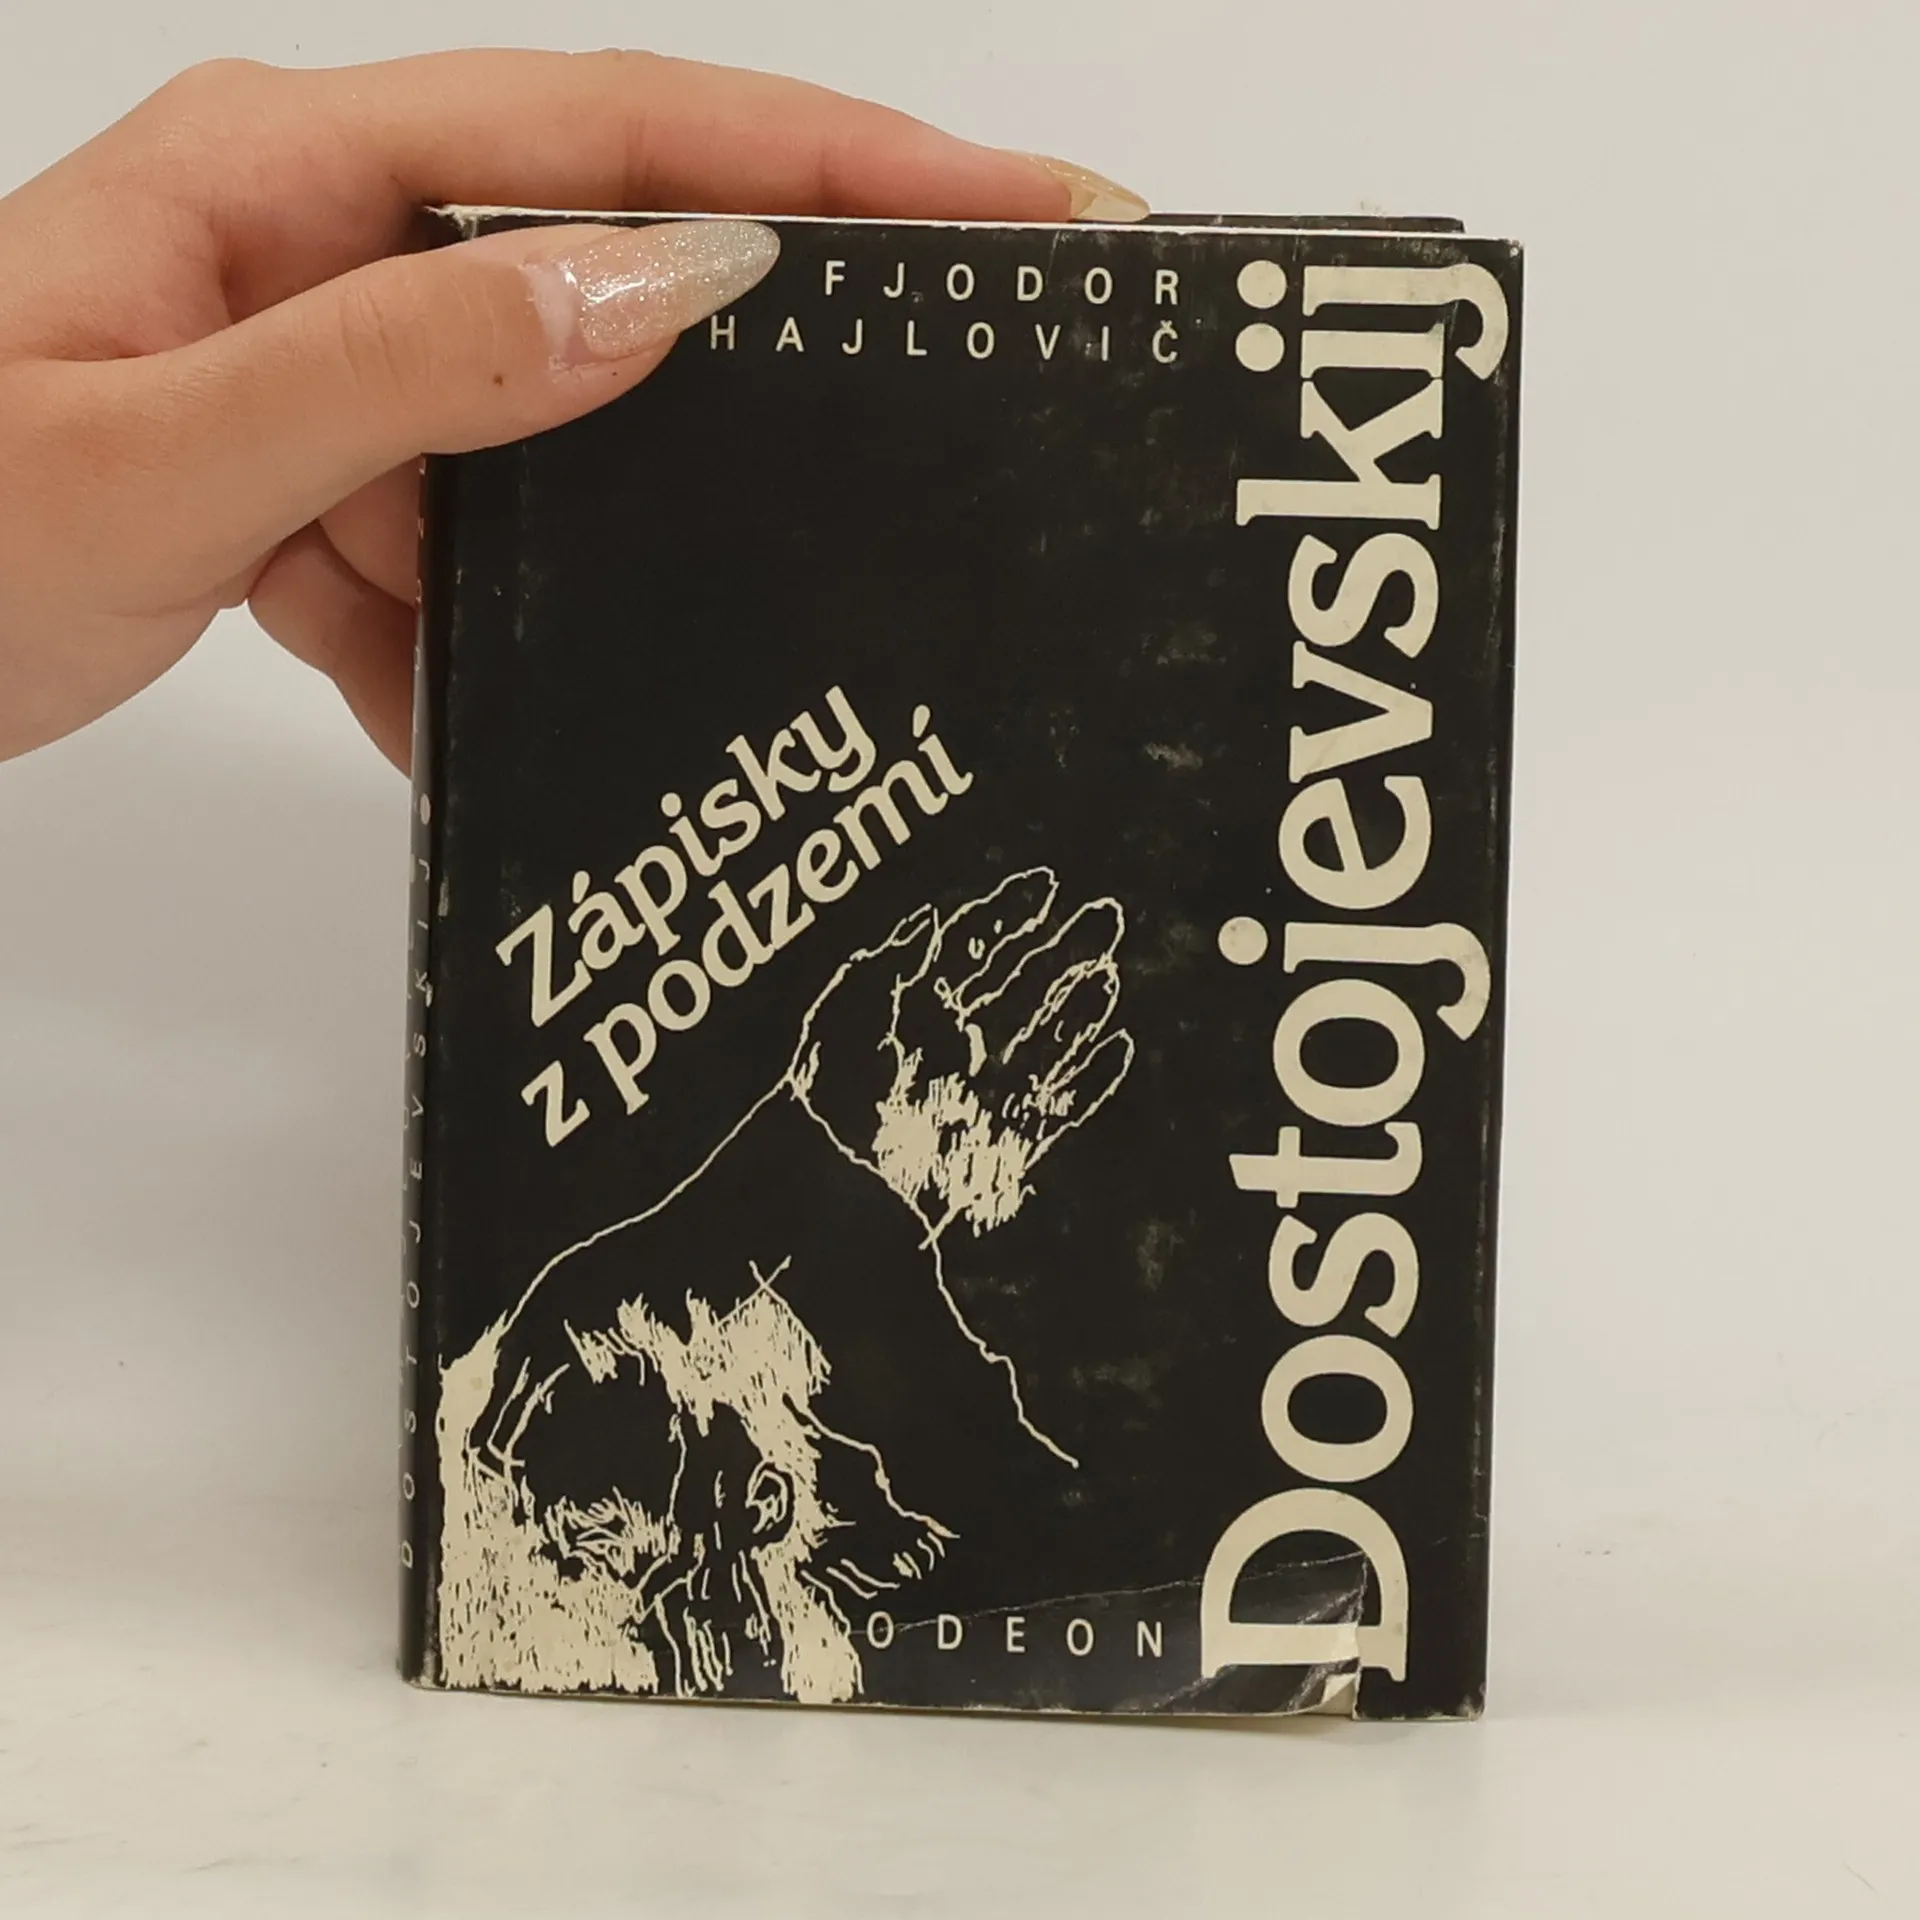 FJODOR
HAJLOVIČ
Dostojevskij
Zápisky
z podzemí
ODEON
DOSTOJEVSKIJ